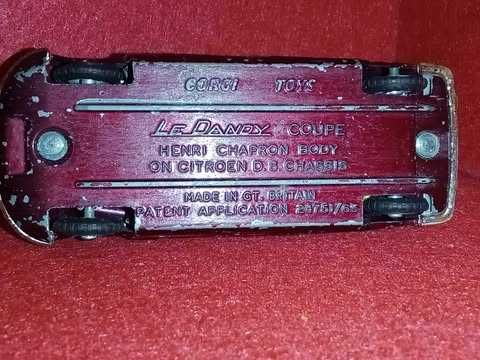 CORGI TOYS
LE DANDY COUPE
HENRI CHAPRON BODY
ON CITROEN D.S. CHASSIS
MADE IN GT. BRITAIN
PATENT APPLICATION